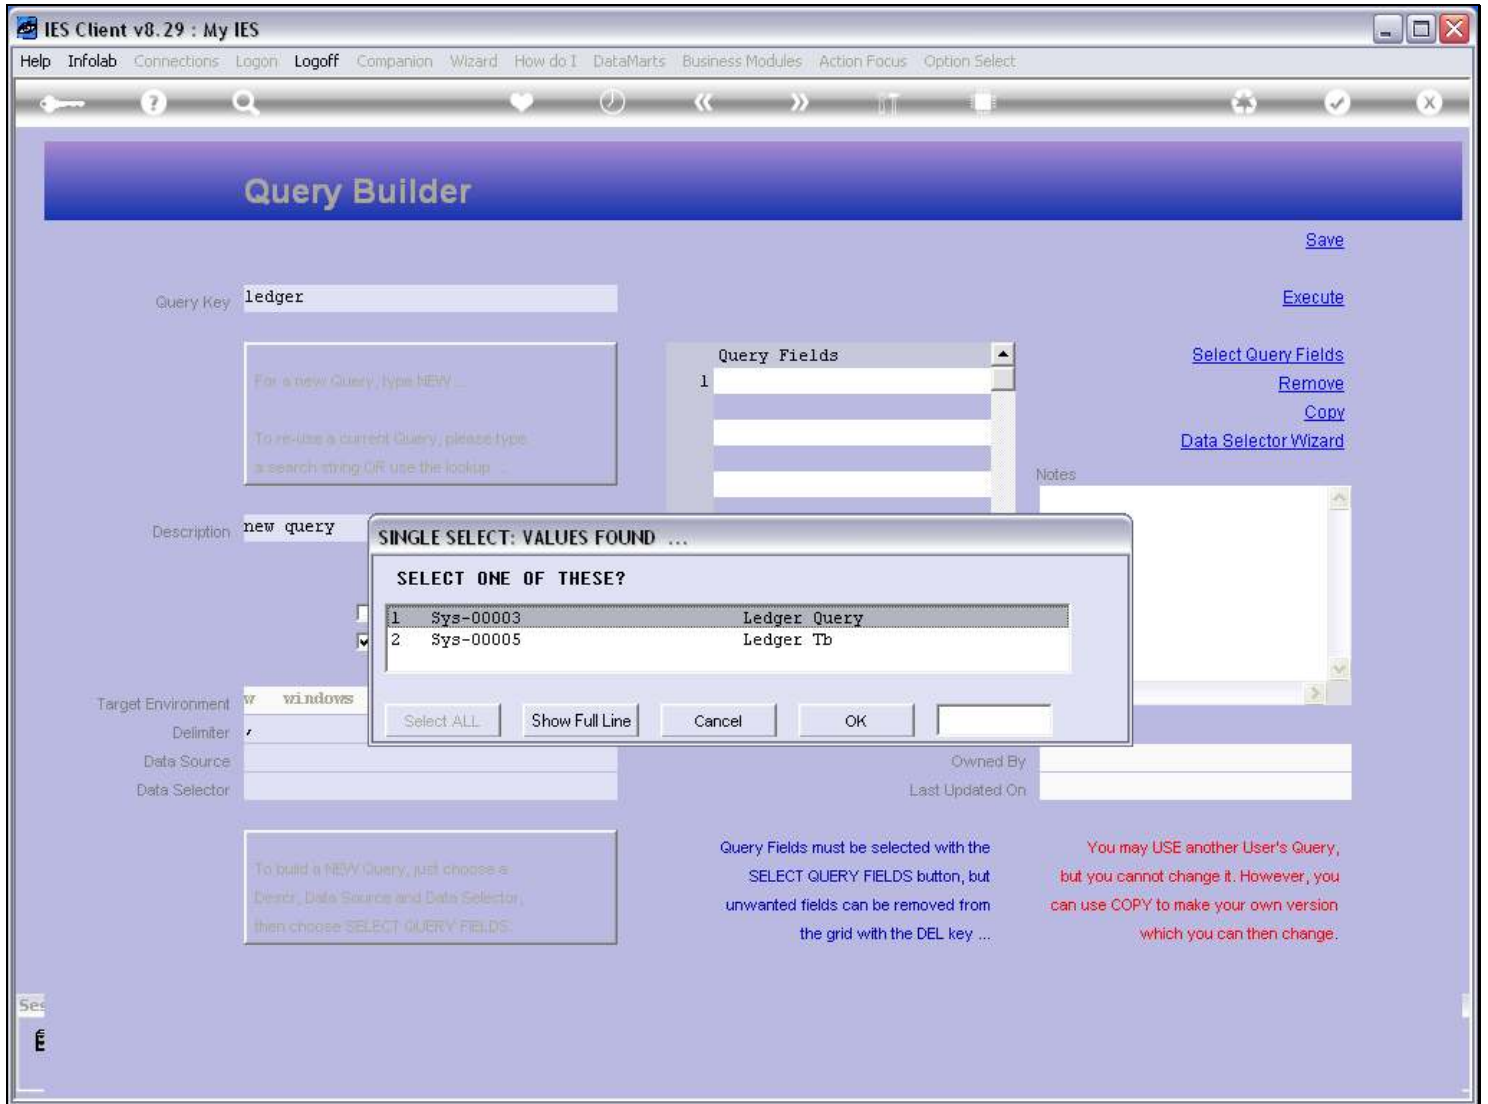 IES Client v8.29 : My IES
Help Infolab Connections Logon Logoff Companion Wizard How do I DataMarts Business Modules Action Focus Option Select
Query Builder
Save
Query Key ledger
Execute
For a new Query, type NEW ...
To re-use a current Query, please type
a search string OR use the lookup ...
Query Fields
1
Select Query Fields
Remove
Copy
Data Selector Wizard
Notes
Description new query
SINGLE SELECT: VALUES FOUND ...
SELECT ONE OF THESE?
1 Sys-00003 Ledger Query
2 Sys-00005 Ledger Tb
Select ALL Show Full Line Cancel OK
Target Environment w windows
Delimiter ,
Data Source
Data Selector
Owned By
Last Updated On
To build a NEW Query, just choose a
Descr, Data Source and Data Selector,
then choose SELECT QUERY FIELDS.
Query Fields must be selected with the
SELECT QUERY FIELDS button, but
unwanted fields can be removed from
the grid with the DEL key ...
You may USE another User's Query,
but you cannot change it. However, you
can use COPY to make your own version
which you can then change.
Ses